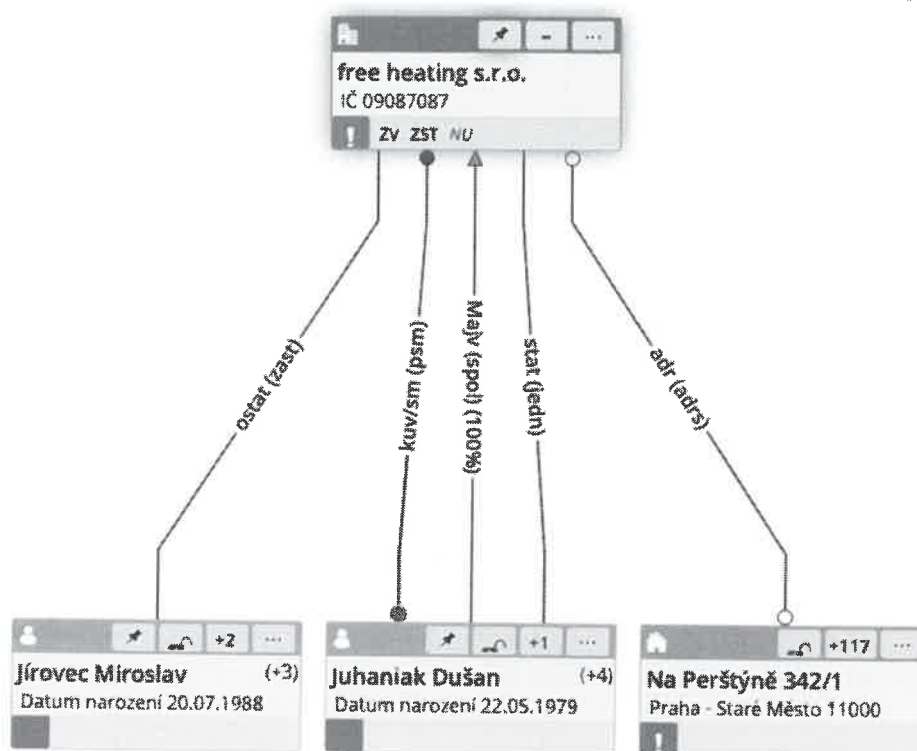 free heating s.r.o.
IČ 09087087
! ZV ZST NU
ostat (zast)
kuv/sm (psm)
Majv (spol) (100%)
stat (jedn)
adr (adrs)
+2
Jírovec Miroslav (+3)
Datum narození 20.07.1988
+1
Juhaniak Dušan (+4)
Datum narození 22.05.1979
+117
Na Perštýně 342/1
Praha - Staré Město 11000
!